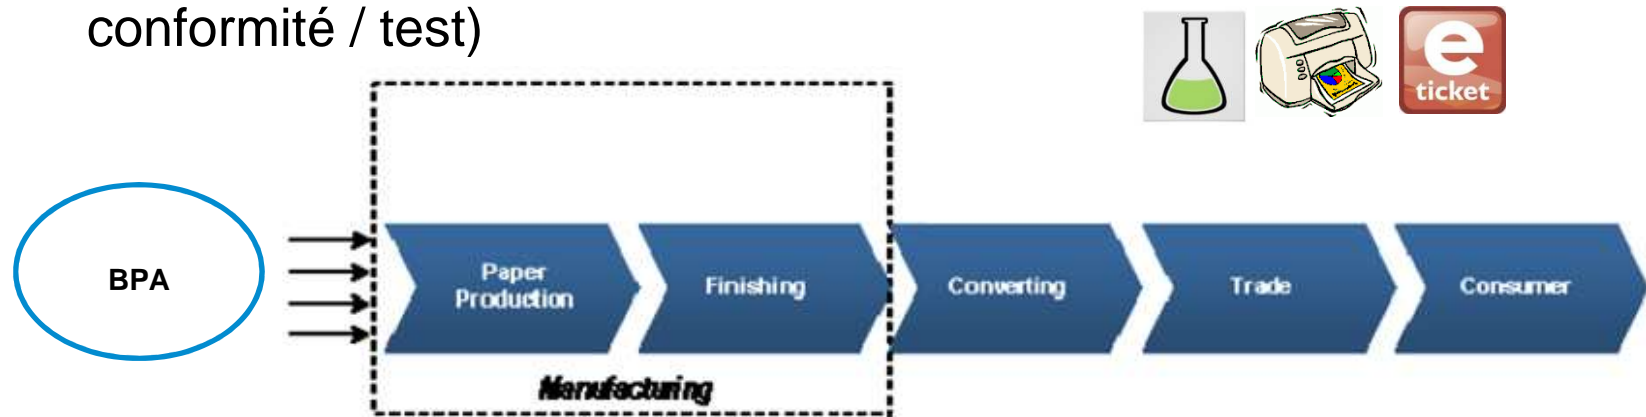 conformité / test)
e
ticket
BPA
Paper
Production
Finishing
Converting
Trade
Consumer
Manufacturing